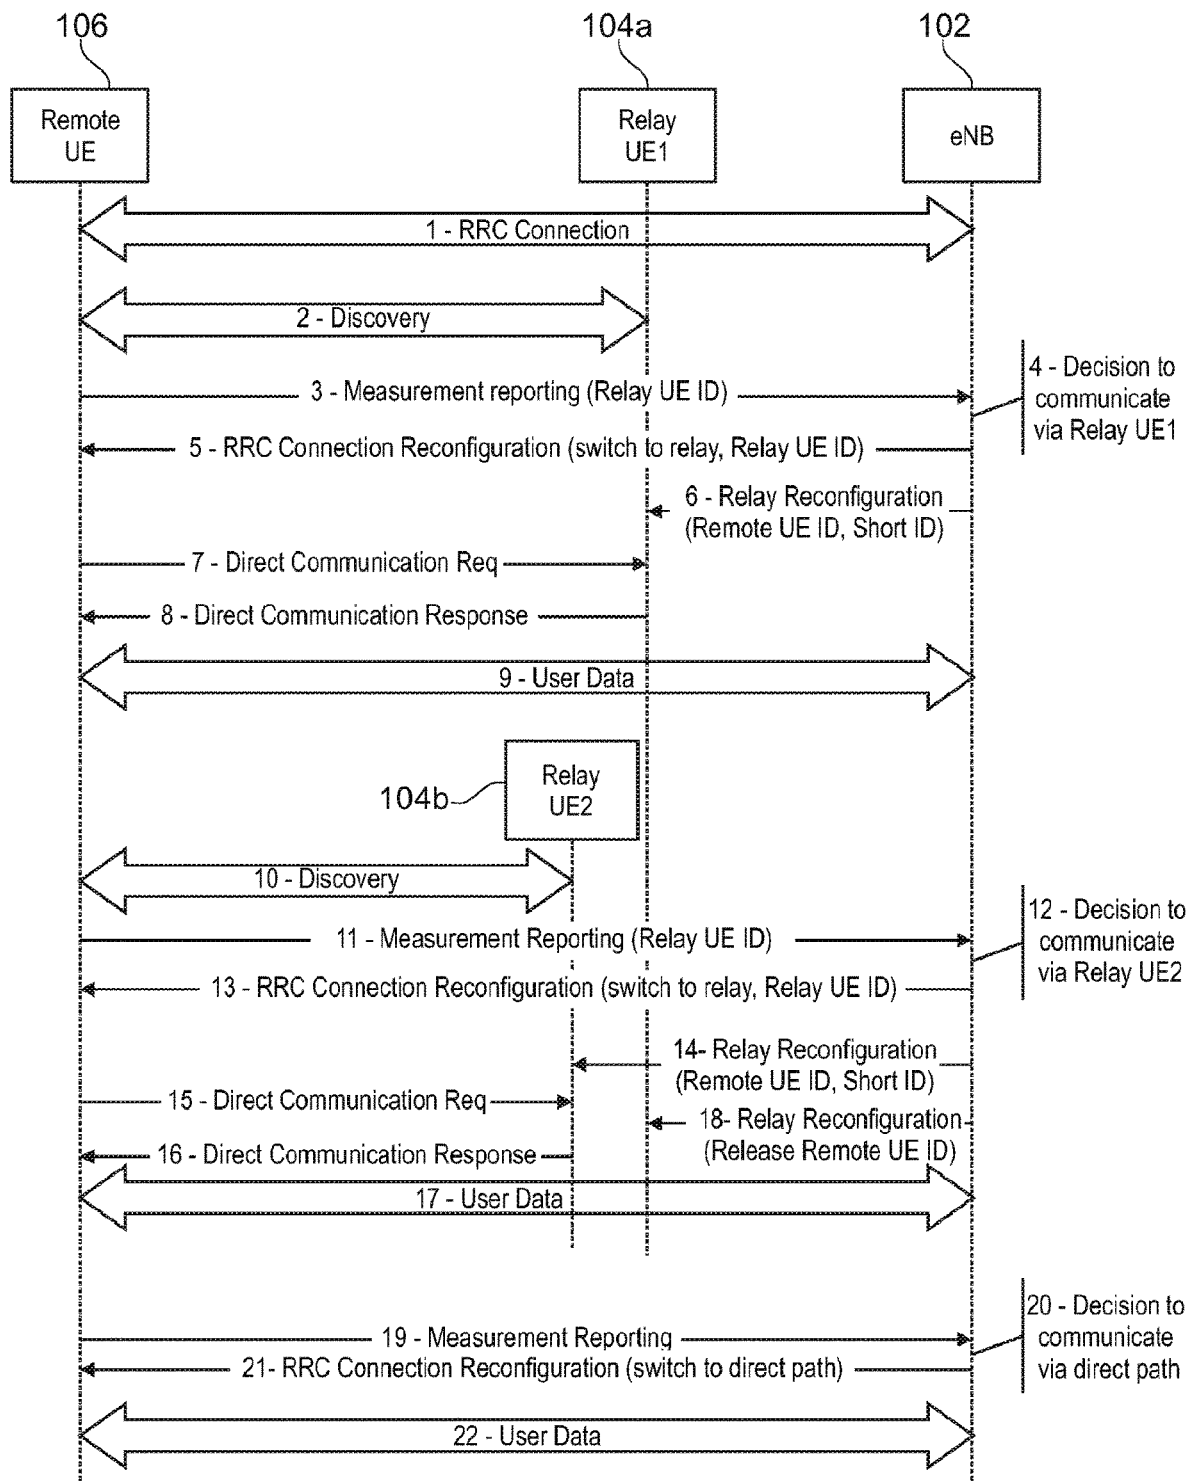 106
104a
102
Remote
UE
Relay
UE1
eNB
1 - RRC Connection
2 - Discovery
3 - Measurement reporting (Relay UE ID)
4 - Decision to
communicate
via Relay UE1
5 - RRC Connection Reconfiguration (switch to relay, Relay UE ID)
6 - Relay Reconfiguration
(Remote UE ID, Short ID)
7 - Direct Communication Req
8 - Direct Communication Response
9 - User Data
104b
Relay
UE2
10 - Discovery
11 - Measurement Reporting (Relay UE ID)
12 - Decision to
communicate
via Relay UE2
13 - RRC Connection Reconfiguration (switch to relay, Relay UE ID)
14- Relay Reconfiguration
(Remote UE ID, Short ID)
15 - Direct Communication Req
18- Relay Reconfiguration
(Release Remote UE ID)
16 - Direct Communication Response
17 - User Data
19 - Measurement Reporting
20 - Decision to
communicate
via direct path
21- RRC Connection Reconfiguration (switch to direct path)
22 - User Data